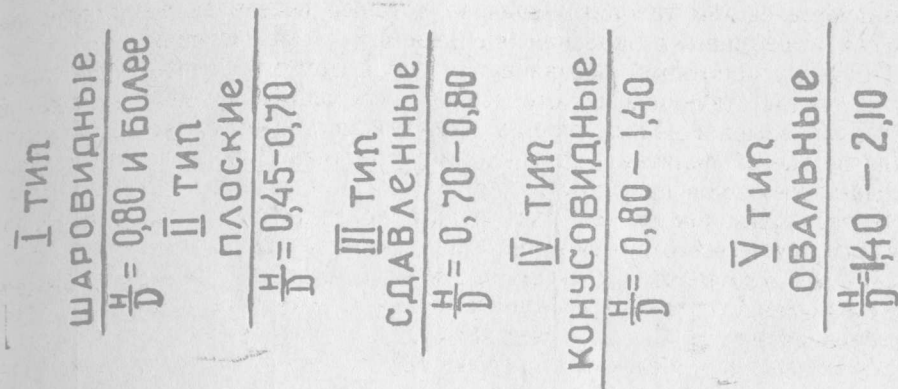 I тип
ШАРОВИДНЫЕ
H/D = 0,80 и БОЛее
II тип
ПЛОСКИЕ
H/D = 0,45-0,70
III тип
СДАВЛеННЫЕ
H/D = 0,70-0,80
IV Тип
КОНУСОВИДНЫЕ
H/D = 0,80-1,40
V тип
ОВАЛЬНЫЕ
H/D = 1,40-2,10